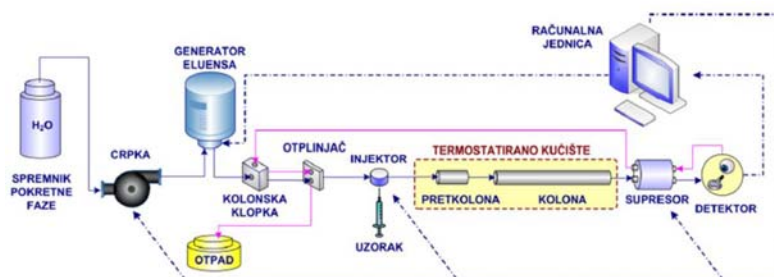 RAČUNALNA
JEDNICA
GENERATOR
ELUENSA
H₂O
CRPKA
OTPLINJAČ
INJEKTOR
TERMOSTATIRANO KUĆIŠTE
SPREMNIK
POKRETNE
FAZE
KOLONSKA
KLOPKA
PRETKOLONA
KOLONA
SUPRESOR
DETEKTOR
UZORAK
OTPAD